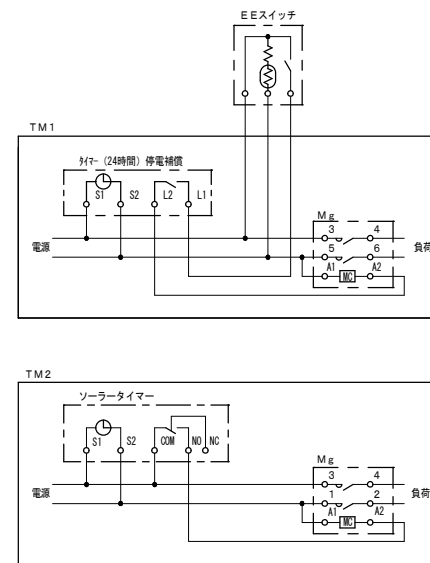 EEスイッチ
TM1
タイマー (24時間) 停電補償
S1 S2 L2 L1
Mg
3 4
電源
5 6 負荷
A1 MC A2
TM2
ソーラータイマー
S1 S2 COM NO NC
Mg
3 4
電源
1 2 負荷
A1 MC A2